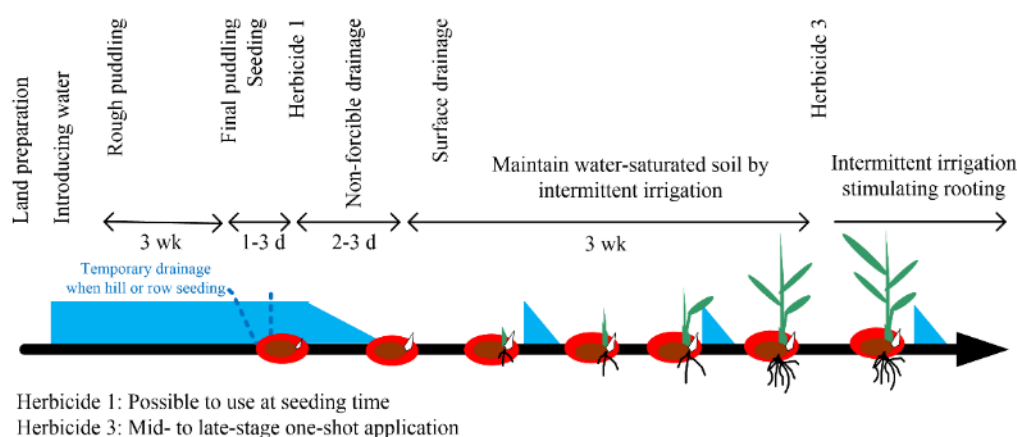 Land preparation
Introducing water
Rough puddling
Final puddling
Seeding
Herbicide 1
Non-forcible drainage
Surface drainage
Herbicide 3
Maintain water-saturated soil by
intermittent irrigation
Intermittent irrigation
stimulating rooting
3 wk
1-3 d
2-3 d
3 wk
Temporary drainage
when hill or row seeding
Herbicide 1: Possible to use at seeding time
Herbicide 3: Mid- to late-stage one-shot application